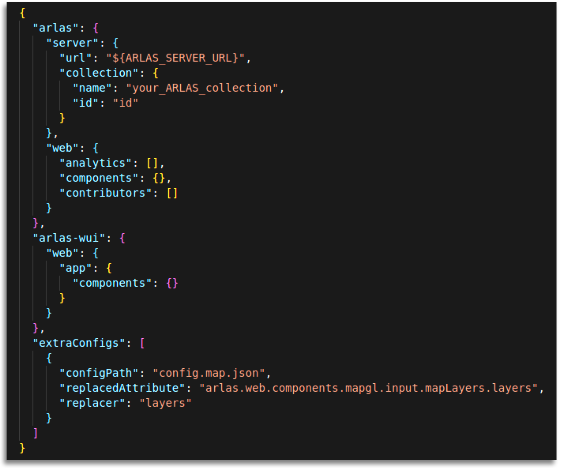 {
  "arlas": {
    "server": {
      "url": "${ARLAS_SERVER_URL}",
      "collection": {
        "name": "your_ARLAS_collection",
        "id": "id"
      }
    },
    "web": {
      "analytics": [],
      "components": {},
      "contributors": []
    }
  },
  "arlas-wui": {
    "web": {
      "app": {
        "components": {}
      }
    }
  },
  "extraConfigs": [
    {
      "configPath": "config.map.json",
      "replacedAttribute": "arlas.web.components.mapgl.input.mapLayers.layers",
      "replacer": "layers"
    }
  ]
}